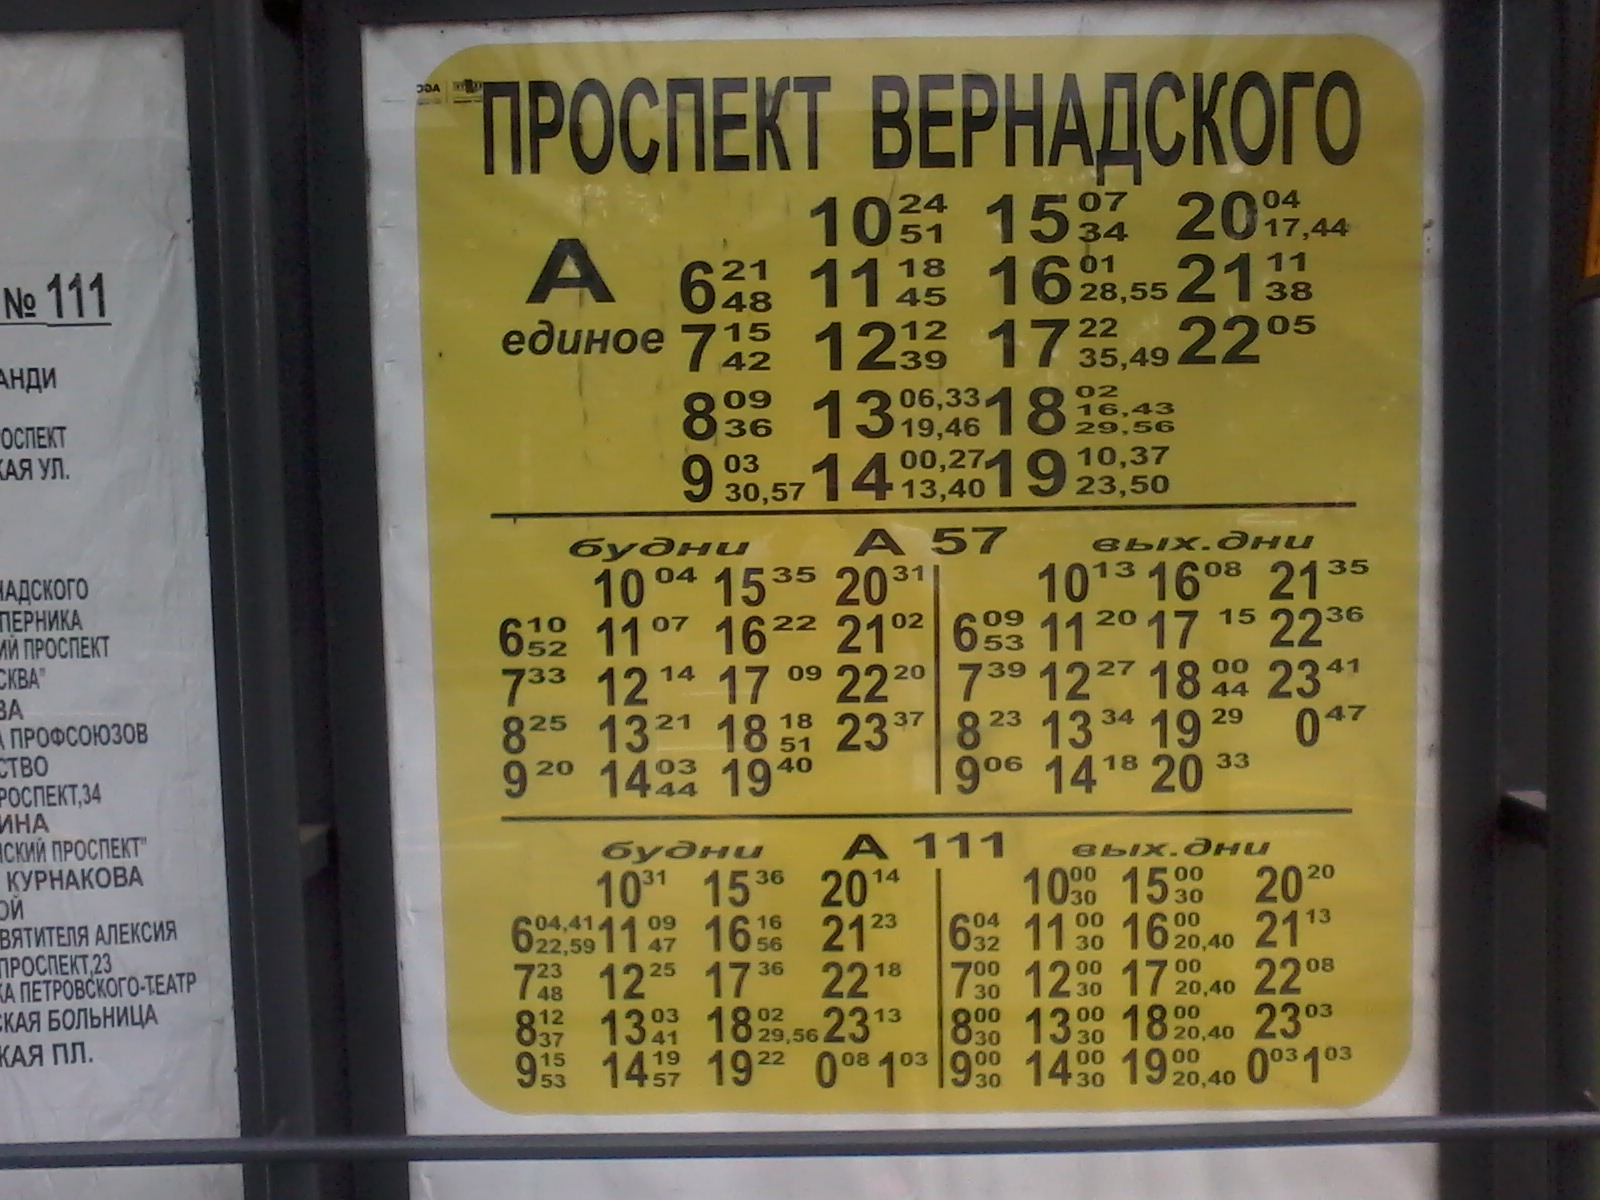 № 111
АНДИ
РОСПЕКТ
КАЯ УЛ.
НАДСКОГО
ПЕРНИКА
ИЙ ПРОСПЕКТ
СКВА"
ВА
А ПРОФСОЮЗОВ
СТВО
РОСПЕКТ,34
ИНА
НСКИЙ ПРОСПЕКТ"
КУРНАКОВА
ОЙ
ВЯТИТЕЛЯ АЛЕКСИЯ
ПРОСПЕКТ,23
КА ПЕТРОВСКОГО-ТЕАТР
СКАЯ БОЛЬНИЦА
КАЯ ПЛ.
ПРОСПЕКТ ВЕРНАДСКОГО
10 24 51 15 07 34 20 04 17,44
А 6 21 48 11 18 45 16 01 28,55 21 11 38
единое 7 15 42 12 12 39 17 22 35,49 22 05
8 09 36 13 06,33 19,46 18 02 16,43 29,56
9 03 30,57 14 00,27 13,40 19 10,37 23,50
будни А 57 вых.дни
10 04 15 35 20 31 10 13 16 08 21 35
6 10 52 11 07 16 22 21 02 6 09 53 11 20 17 15 22 36
7 33 12 14 17 09 22 20 7 39 12 27 18 00 44 23 41
8 25 13 21 18 18 51 23 37 8 23 13 34 19 29 0 47
9 20 14 03 44 19 40 9 06 14 18 20 33
будни А 111 вых.дни
10 31 15 36 20 14 10 00 30 15 00 30 20 20
6 04,41 22,59 11 09 47 16 16 56 21 23 6 04 32 11 00 30 16 00 20,40 21 13
7 23 48 12 25 17 36 22 18 7 00 30 12 00 30 17 00 20,40 22 08
8 12 37 13 03 41 18 02 29,56 23 13 8 00 30 13 00 30 18 00 20,40 23 03
9 15 53 14 19 57 19 22 0 08 1 03 9 00 30 14 00 30 19 00 20,40 0 03 1 03